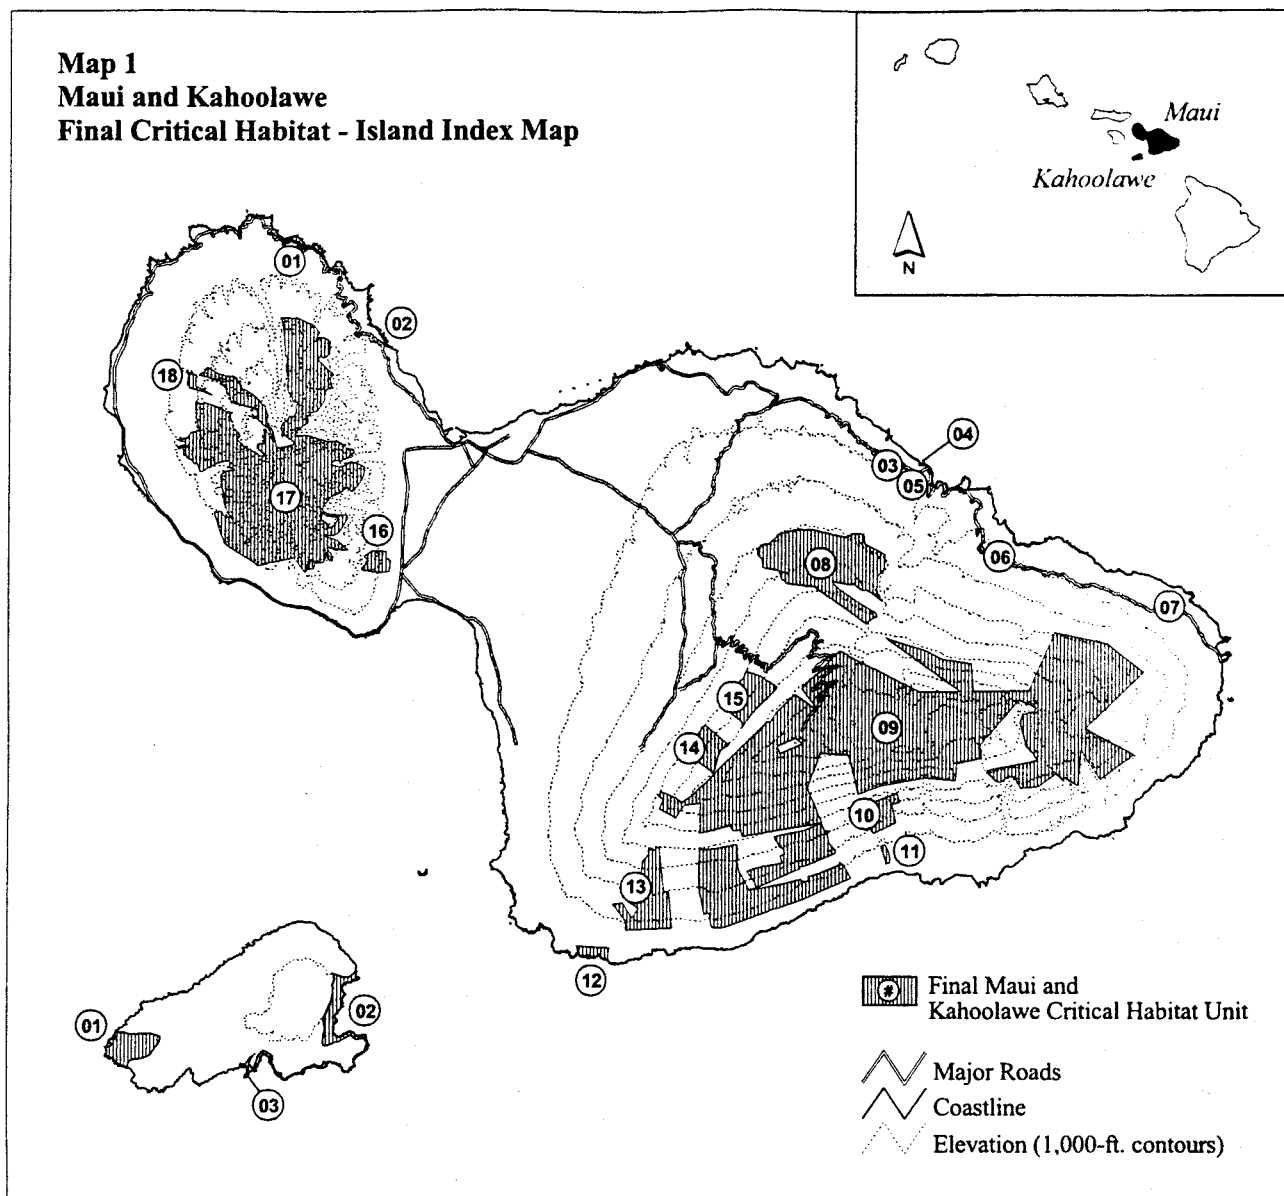 Map 1
Maui and Kahoolawe
Final Critical Habitat - Island Index Map
Maui
Kahoolawe
N
01
02
18
04
03
05
17
16
06
08
07
15
09
14
10
11
13
12
01
02
03
# Final Maui and
Kahoolawe Critical Habitat Unit
Major Roads
Coastline
Elevation (1,000-ft. contours)